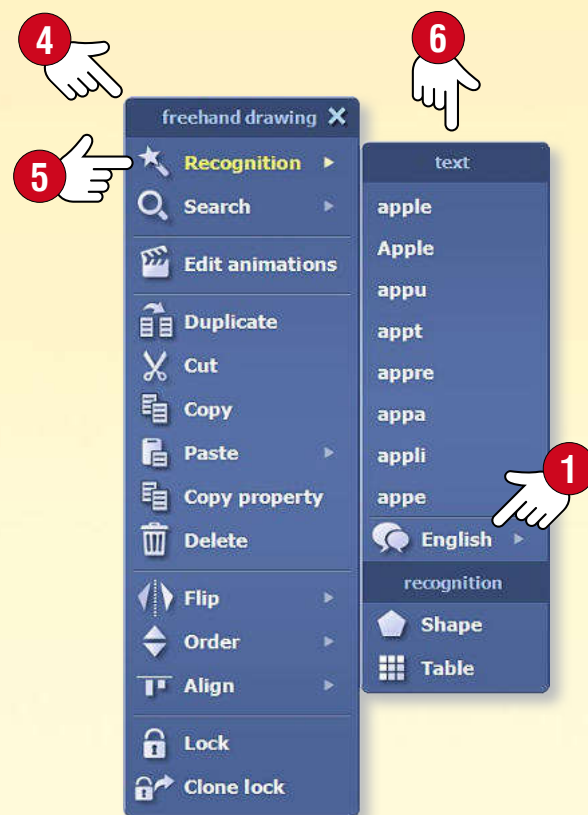 4
6
freehand drawing
5
Recognition
Search
Edit animations
Duplicate
Cut
Copy
Paste
Copy property
Delete
Flip
Order
Align
Lock
Clone lock
text
apple
Apple
appu
appt
appre
appa
appli
appe
1
English
recognition
Shape
Table